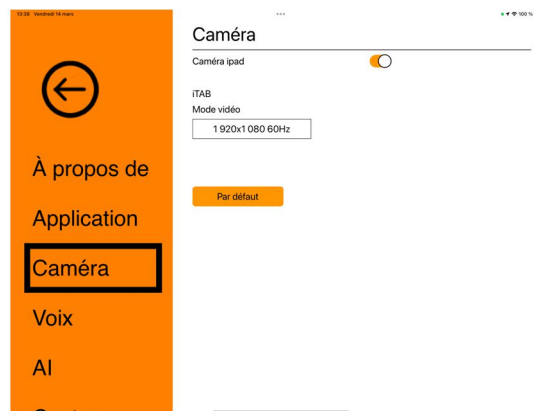 13:38 Vendredi 14 mars
100 %
Caméra
Caméra ipad
iTAB
Mode vidéo
1 920x1 080 60Hz
Par défaut
À propos de
Application
Caméra
Voix
AI